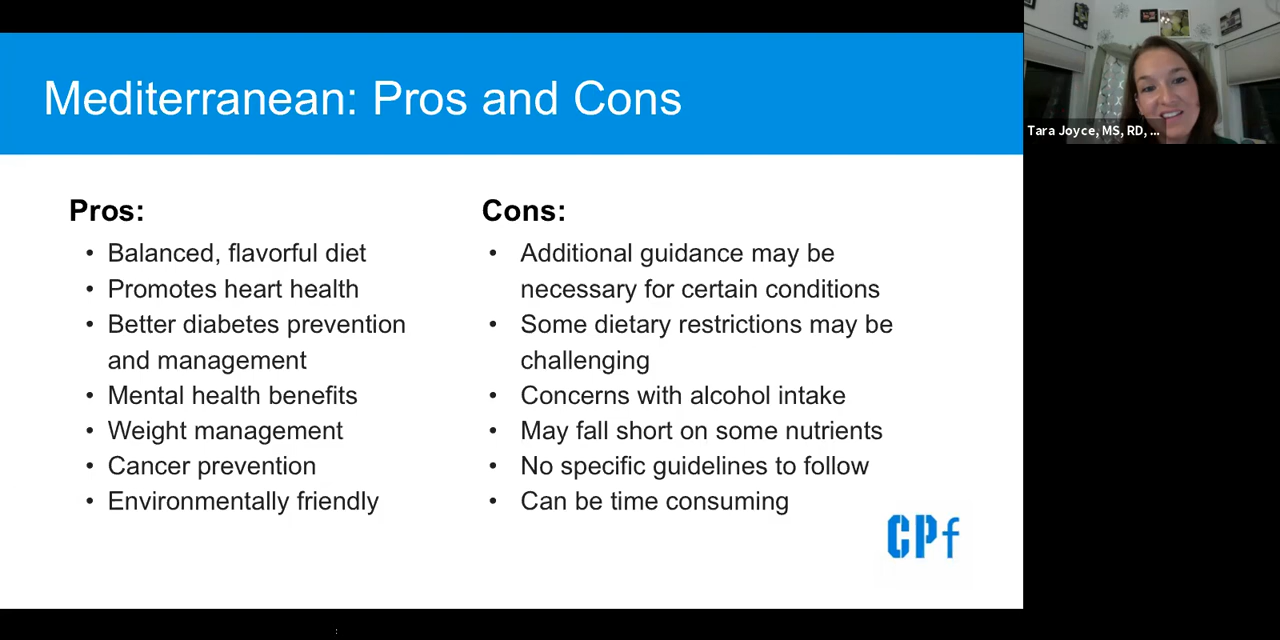 Mediterranean: Pros and Cons
Tara Joyce, MS, RD, ...
Pros:
• Balanced, flavorful diet
• Promotes heart health
• Better diabetes prevention
and management
• Mental health benefits
• Weight management
• Cancer prevention
• Environmentally friendly
Cons:
• Additional guidance may be
necessary for certain conditions
• Some dietary restrictions may be
challenging
• Concerns with alcohol intake
• May fall short on some nutrients
• No specific guidelines to follow
• Can be time consuming
CPf